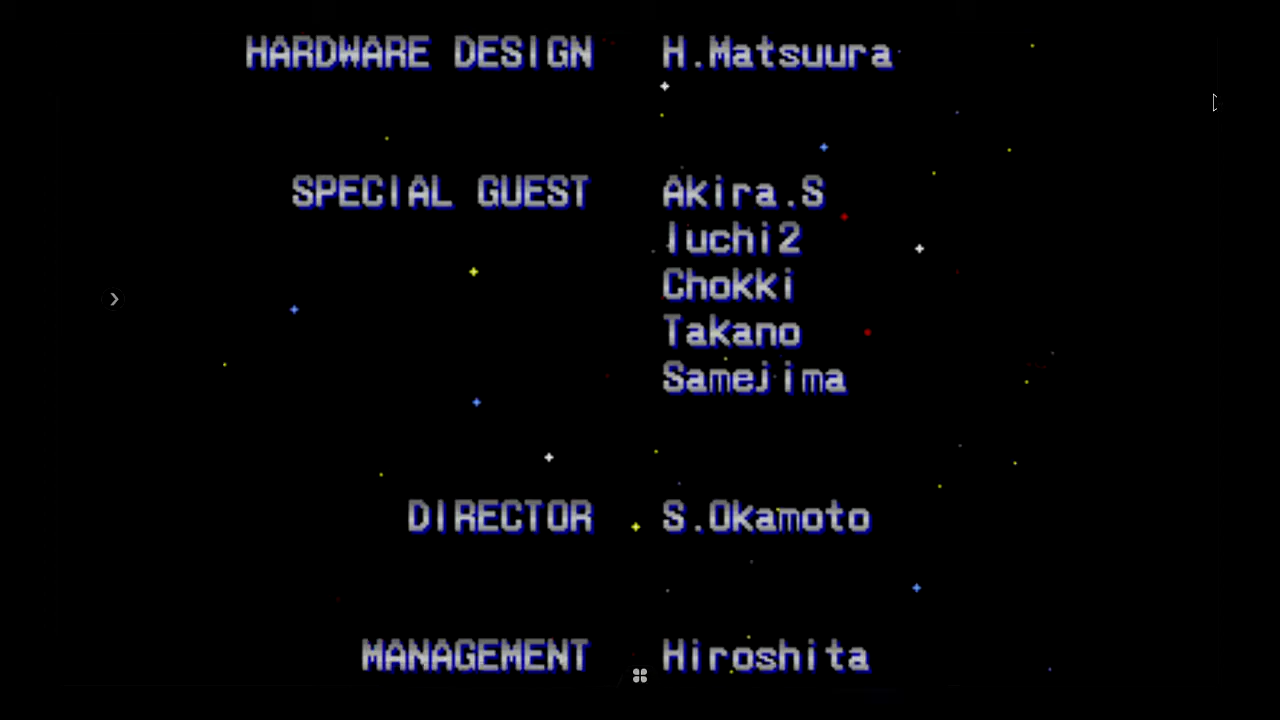 HARDWARE DESIGN H.Matsuura
SPECIAL GUEST Akira.S
Iuchi2
Chokki
Takano
Samejima
DIRECTOR S.Okamoto
MANAGEMENT Hiroshita